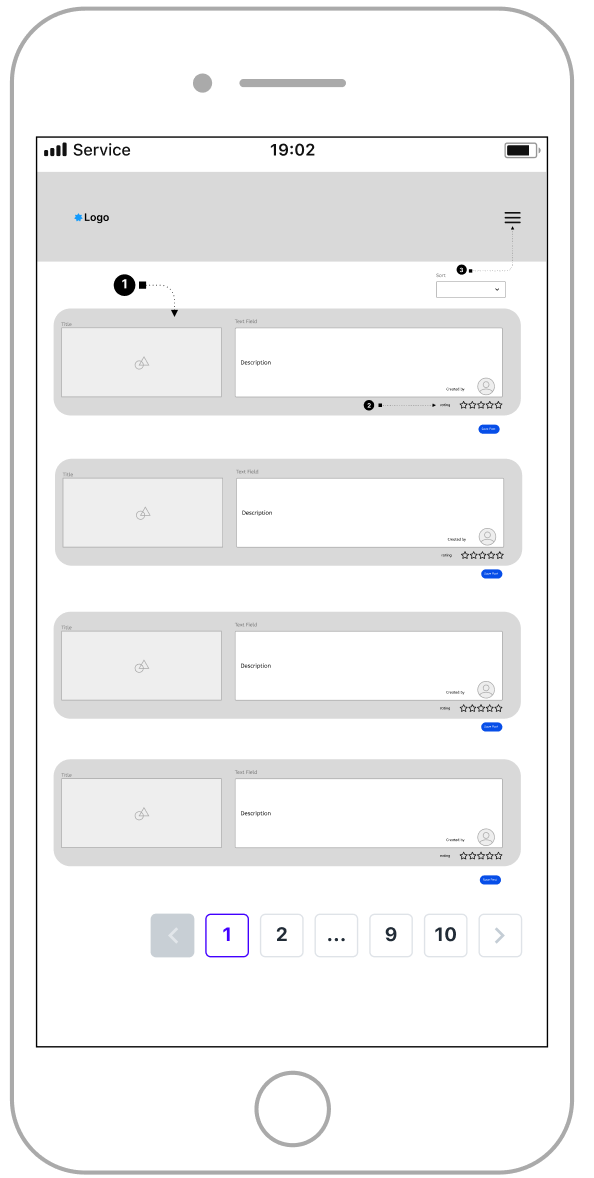 Service 19:02
Logo
3
Sort
1
Title
Text Field
Description
Created by
2
rating
Save Post
Title
Text Field
Description
Created by
rating
Save Post
Title
Text Field
Description
Created by
rating
Save Post
Title
Text Field
Description
Created by
rating
Save Post
1 2 ... 9 10